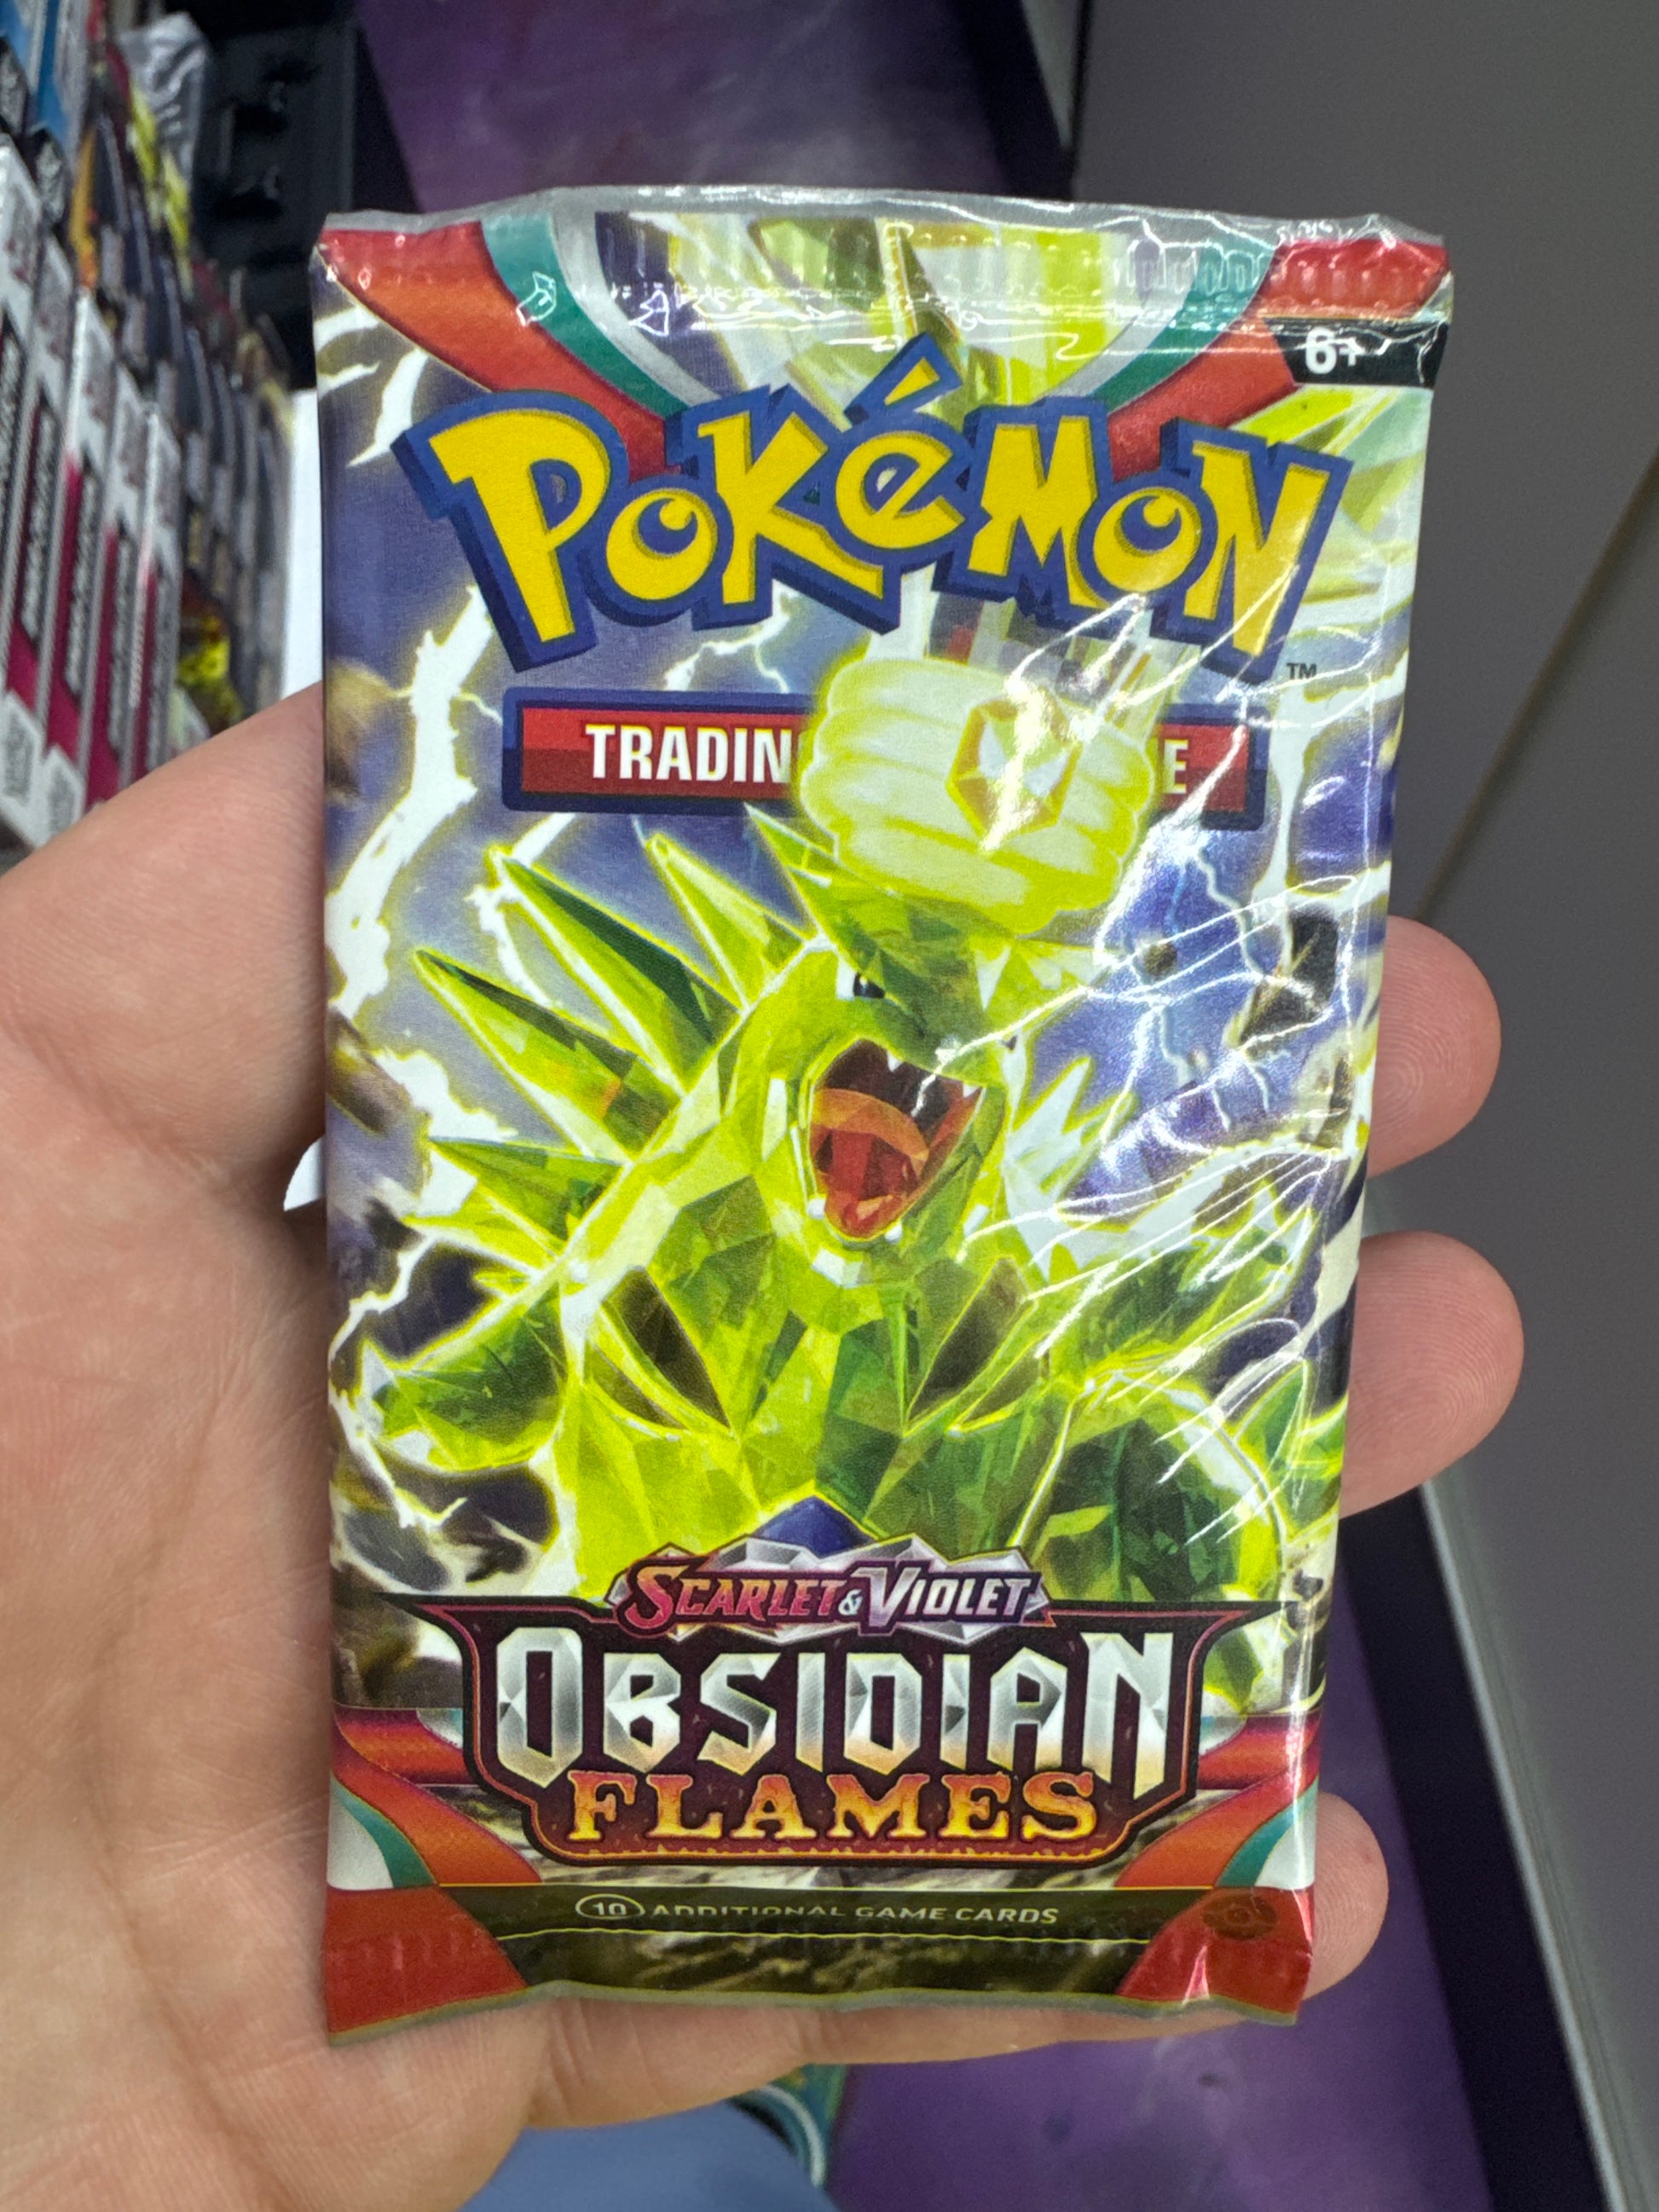 6+
POKéMON
TM
TRADIN E
SCARLET & VIOLET
OBSIDIAN
FLAMES
10 ADDITIONAL GAME CARDS